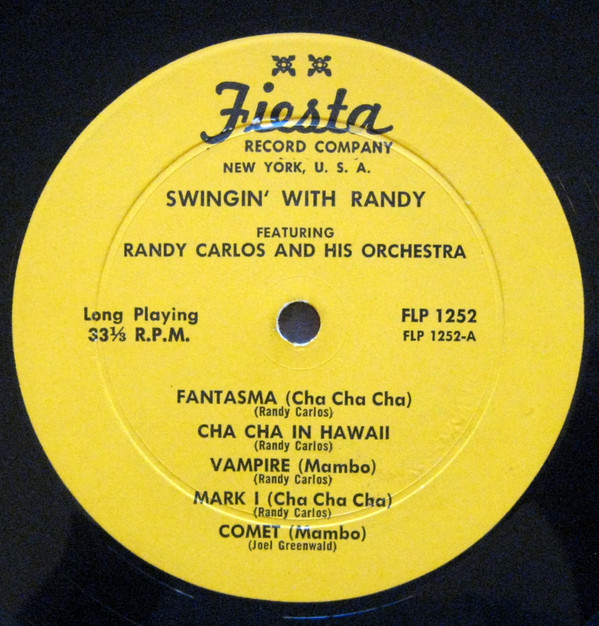 Fiesta
RECORD COMPANY
NEW YORK, U. S. A.
SWINGIN' WITH RANDY
FEATURING
RANDY CARLOS AND HIS ORCHESTRA
Long Playing
33⅓ R.P.M.
FLP 1252
FLP 1252-A
FANTASMA (Cha Cha Cha)
(Randy Carlos)
CHA CHA IN HAWAII
(Randy Carlos)
VAMPIRE (Mambo)
(Randy Carlos)
MARK I (Cha Cha Cha)
(Randy Carlos)
COMET (Mambo)
(Joel Greenwald)